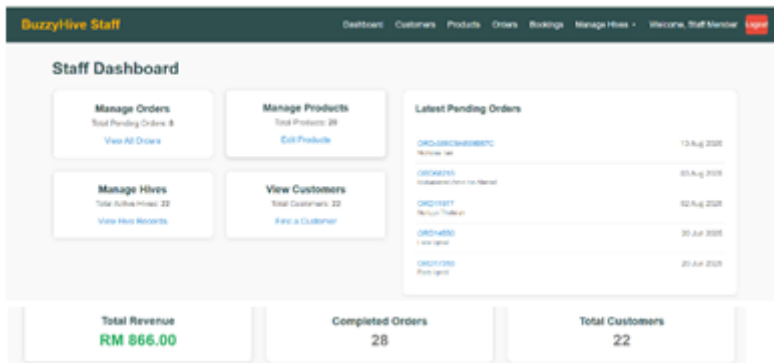 BuzzyHive Staff
Dashboard Customers Products Orders Bookings Manage Hives Welcome, Staff Member Logout
Staff Dashboard
Manage Orders
Total Pending Orders: 8
View All Orders
Manage Products
Total Products: 20
Edit Products
Manage Hives
Total Active Hives: 22
View Hive Records
View Customers
Total Customers: 22
Find a Customer
Latest Pending Orders
13 Aug 2025
03 Aug 2025
02 Aug 2025
20 Jun 2025
20 Jun 2025
Total Revenue
RM 866.00
Completed Orders
28
Total Customers
22